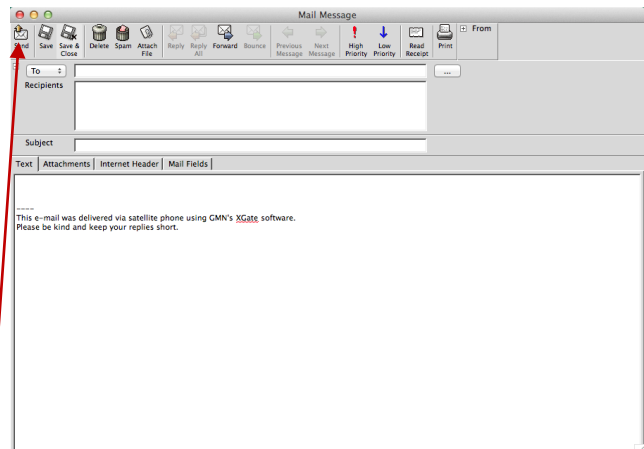 Mail Message
Send Save Save & Close Delete Spam Attach File Reply Reply All Forward Bounce Previous Message Next Message High Priority Low Priority Read Receipt Print From
To ...
Recipients
Subject
Text Attachments Internet Header Mail Fields
----
This e-mail was delivered via satellite phone using GMN's XGate software.
Please be kind and keep your replies short.